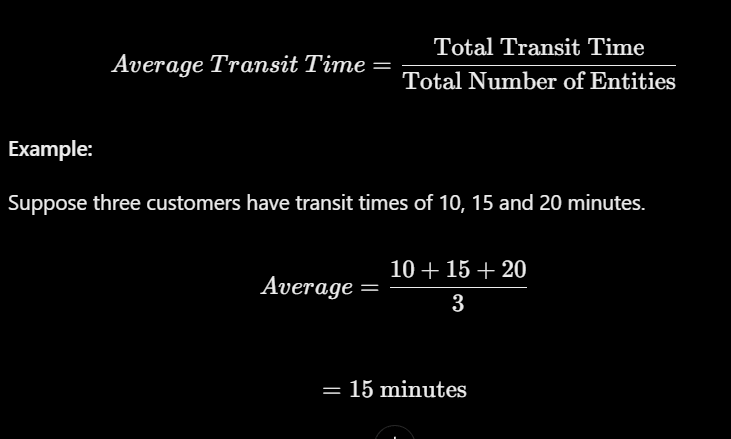 Average Transit Time = Total Transit Time / Total Number of Entities
Example:
Suppose three customers have transit times of 10, 15 and 20 minutes.
Average = 10 + 15 + 20 / 3
= 15 minutes